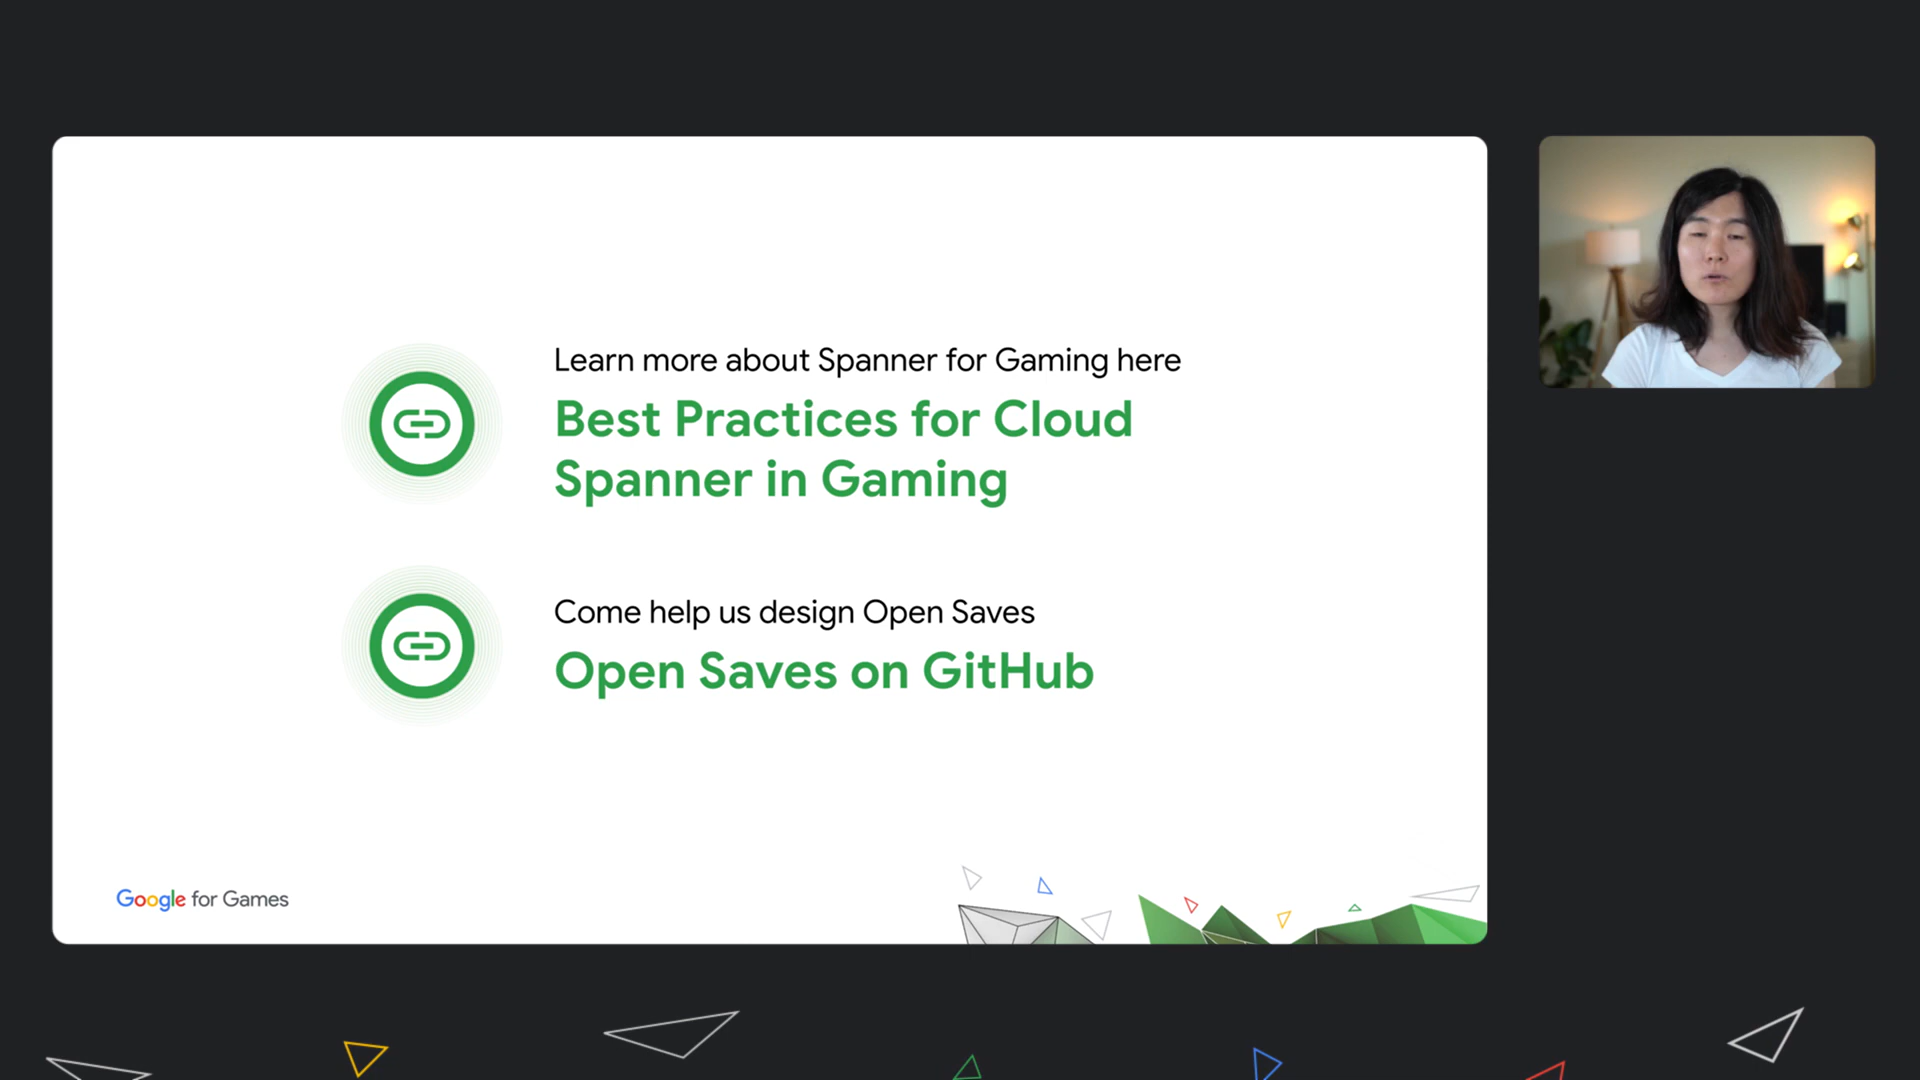 Learn more about Spanner for Gaming here
Best Practices for Cloud
Spanner in Gaming
Come help us design Open Saves
Open Saves on GitHub
Google for Games